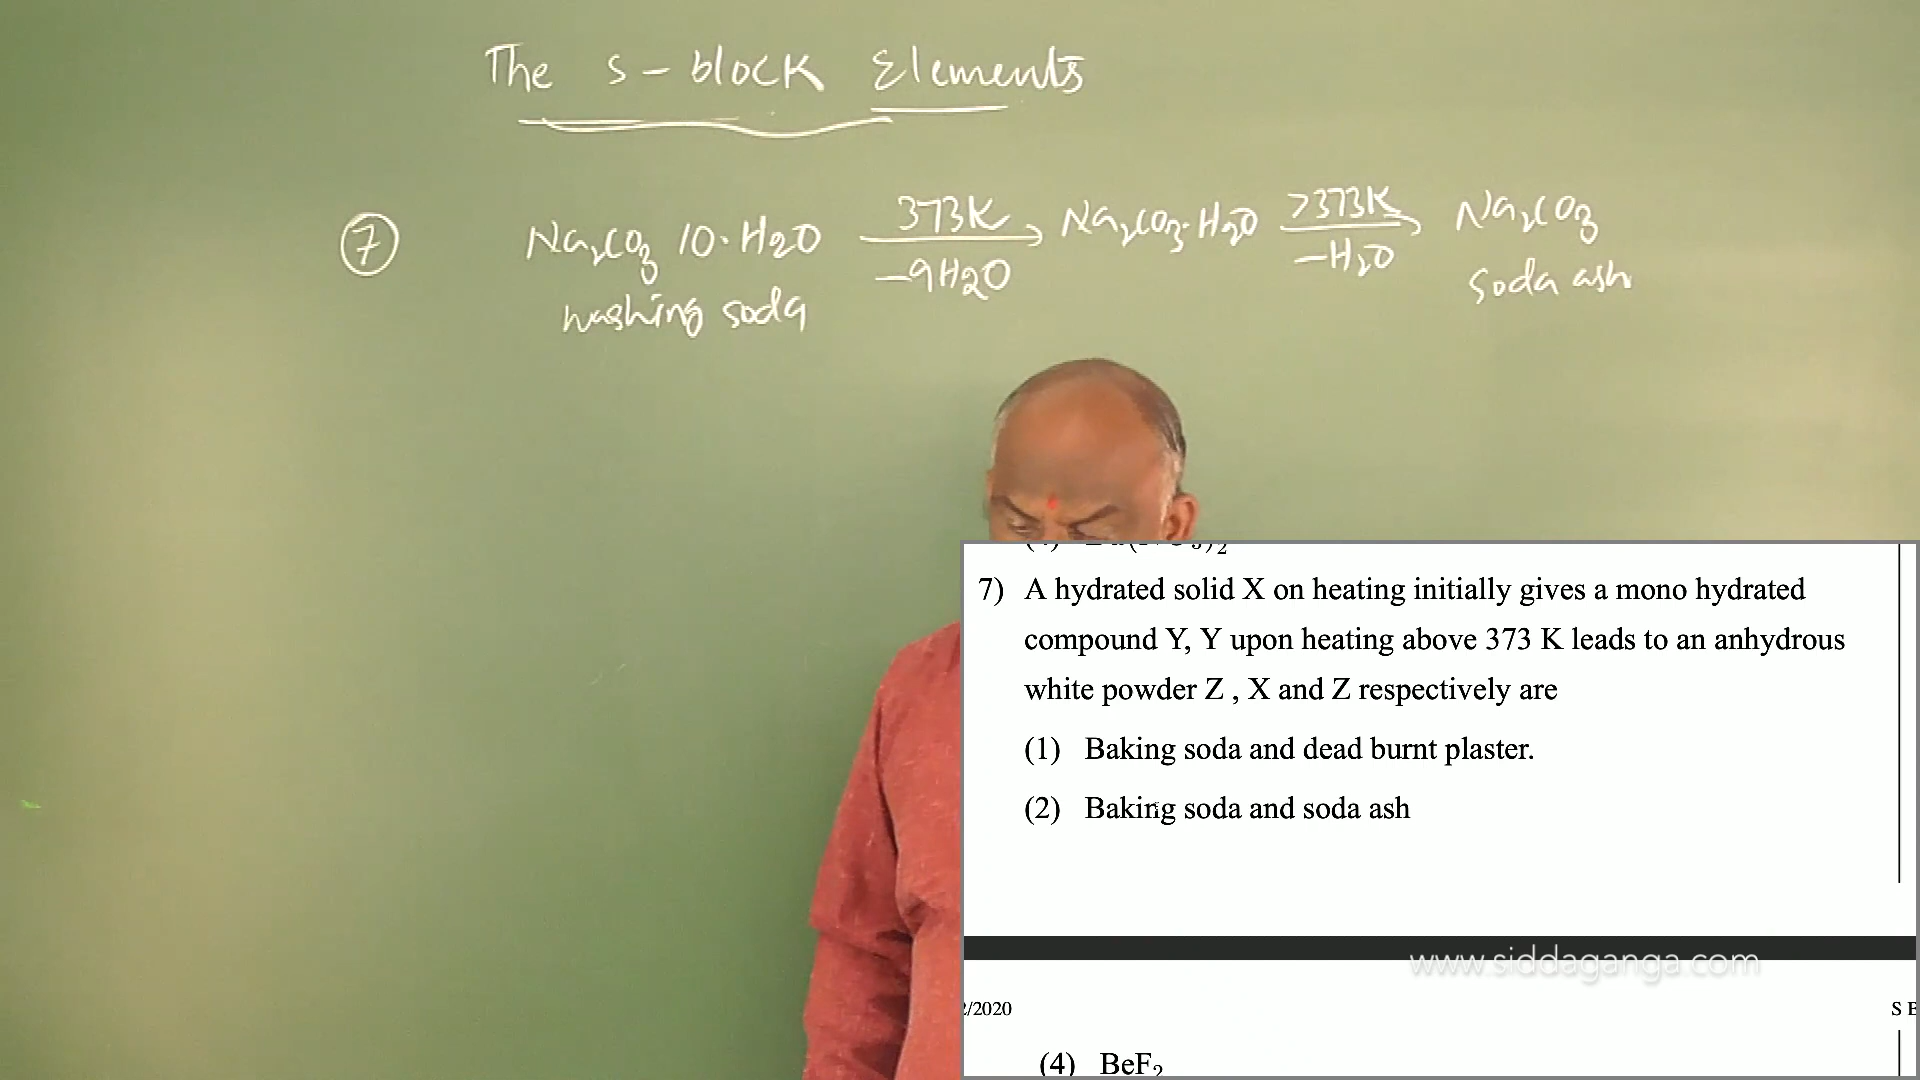 The s-block Elements
7 Na₂CO₃ 10·H₂O 373K −9H₂O Na₂CO₃·H₂O >373K −H₂O Na₂CO₃
washing soda soda ash
7) A hydrated solid X on heating initially gives a mono hydrated
compound Y, Y upon heating above 373 K leads to an anhydrous
white powder Z , X and Z respectively are
(1) Baking soda and dead burnt plaster.
(2) Baking soda and soda ash
www.siddaganga.com
/2020
(4) BeF₂